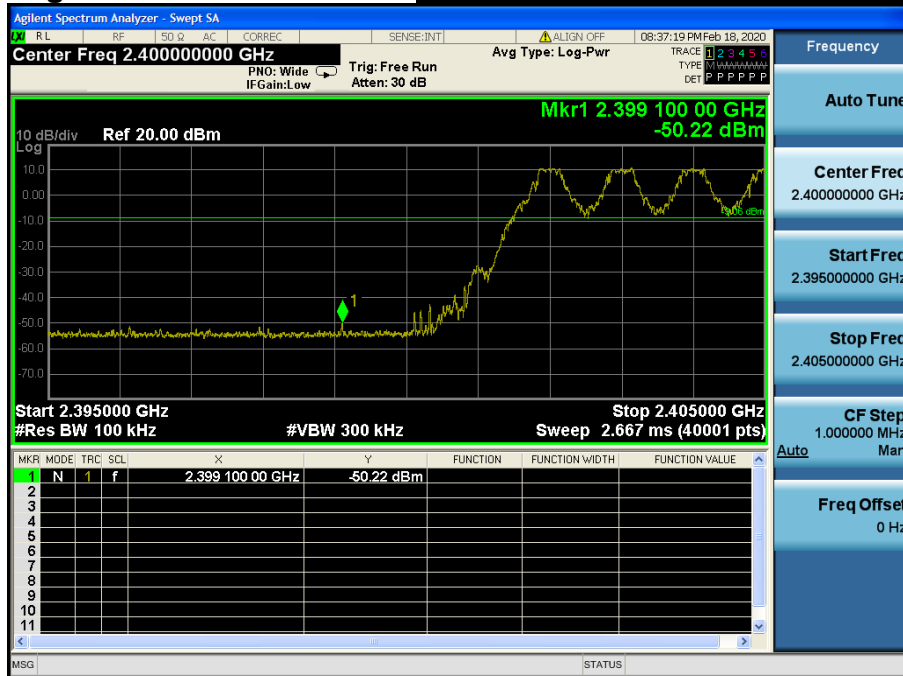 Agilent Spectrum Analyzer - Swept SA
LXI RL RF 50 Ω AC CORREC SENSE:INT ALIGN OFF 08:37:19 PM Feb 18, 2020
Center Freq 2.400000000 GHz
PNO: Wide
IFGain:Low
Trig: Free Run
Atten: 30 dB
Avg Type: Log-Pwr
TRACE 1 2 3 4 5 6
TYPE M WWWWW
DET P P P P P P
Mkr1 2.399 100 00 GHz
-50.22 dBm
10 dB/div Ref 20.00 dBm
Log
10.0
0.00
-10.0
-20.0
-30.0
-40.0
-50.0
-60.0
-70.0
1
dBm
Start 2.395000 GHz Stop 2.405000 GHz
#Res BW 100 kHz #VBW 300 kHz Sweep 2.667 ms (40001 pts)
MKR MODE TRC SCL X Y FUNCTION FUNCTION WIDTH FUNCTION VALUE
1 N 1 f 2.399 100 00 GHz -50.22 dBm
2
3
4
5
6
7
8
9
10
11
MSG STATUS
Frequency
Auto Tune
Center Freq
2.400000000 GHz
Start Freq
2.395000000 GHz
Stop Freq
2.405000000 GHz
CF Step
1.000000 MHz
Auto Man
Freq Offset
0 Hz